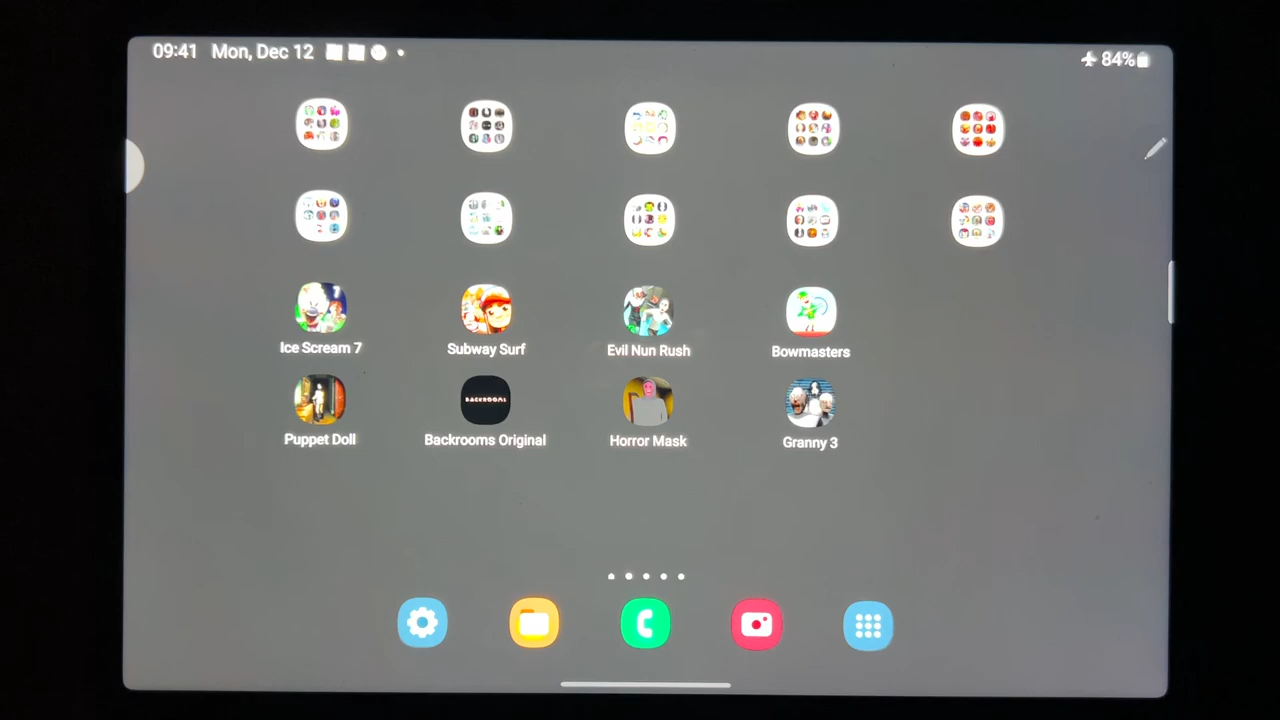 09:41 Mon, Dec 12
84%
Ice Scream 7
Subway Surf
Evil Nun Rush
Bowmasters
BACKROOMS
Puppet Doll
Backrooms Original
Horror Mask
Granny 3